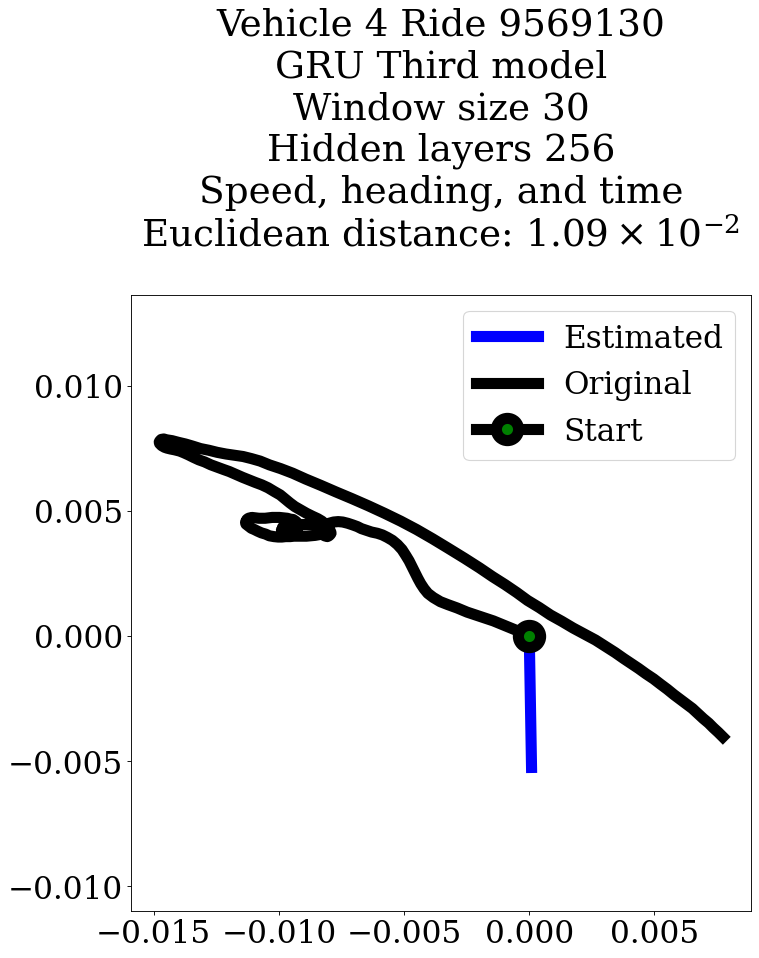 Vehicle 4 Ride 9569130
GRU Third model
Window size 30
Hidden layers 256
Speed, heading, and time
Euclidean distance: 1.09 × 10⁻²
Estimated
Original
Start
0.010
0.005
0.000
−0.005
−0.010
−0.015 −0.010 −0.005 0.000 0.005